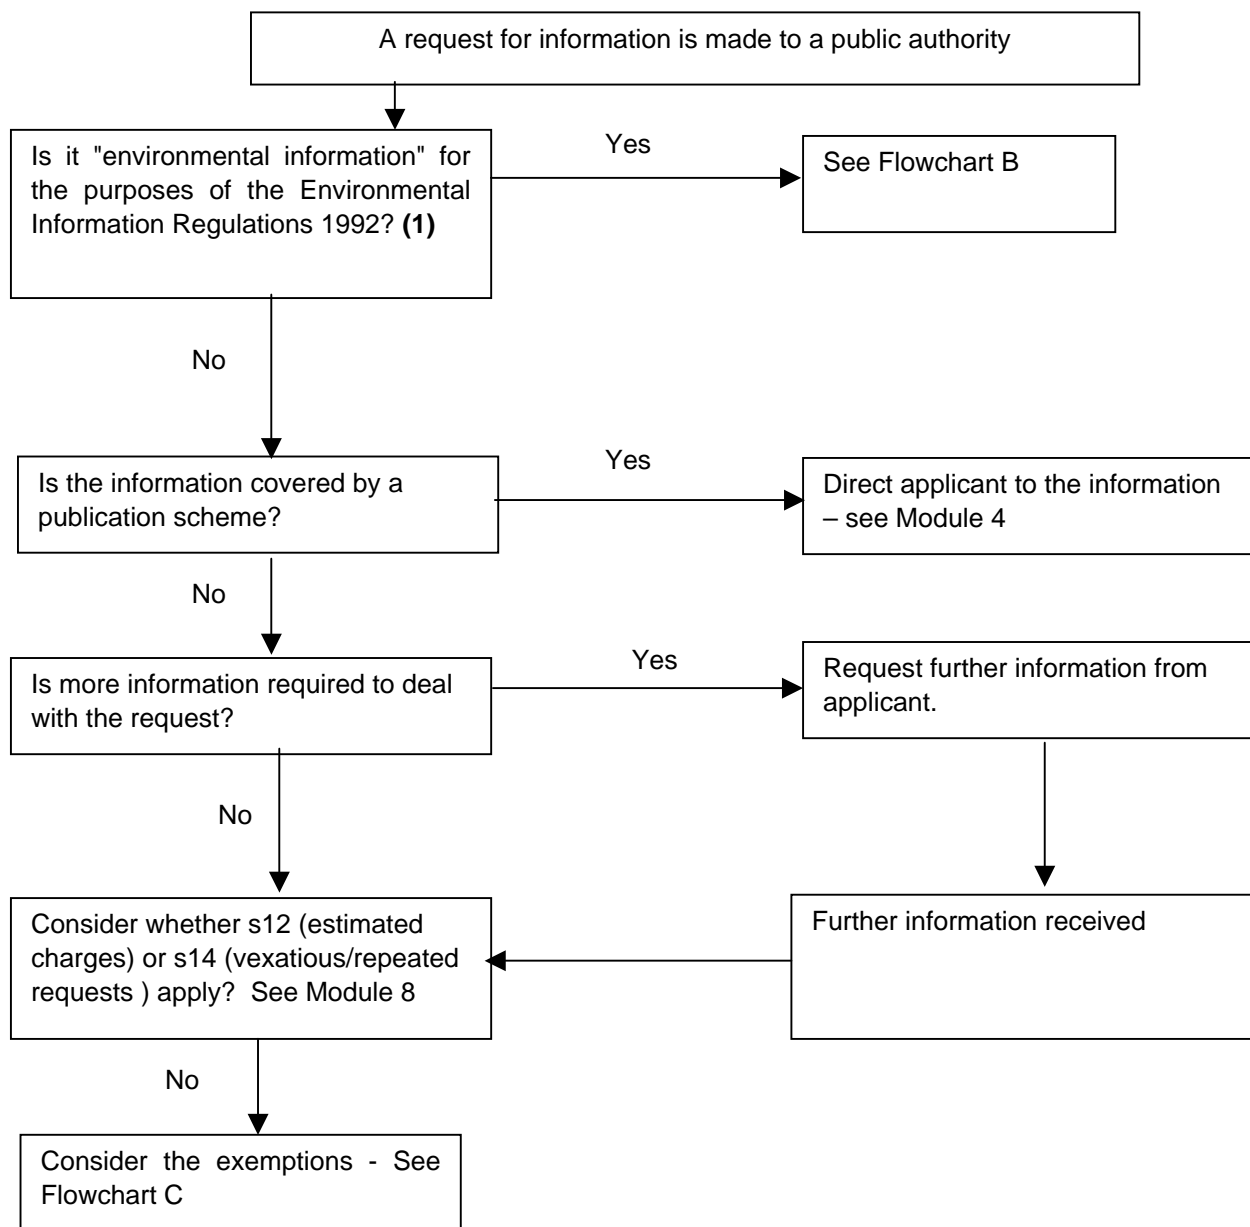 A request for information is made to a public authority
Is it "environmental information" for
the purposes of the Environmental
Information Regulations 1992? (1)
Yes
See Flowchart B
No
Is the information covered by a
publication scheme?
Yes
Direct applicant to the information
– see Module 4
No
Is more information required to deal
with the request?
Yes
Request further information from
applicant.
No
Consider whether s12 (estimated
charges) or s14 (vexatious/repeated
requests ) apply?  See Module 8
Further information received
No
Consider the exemptions - See
Flowchart C